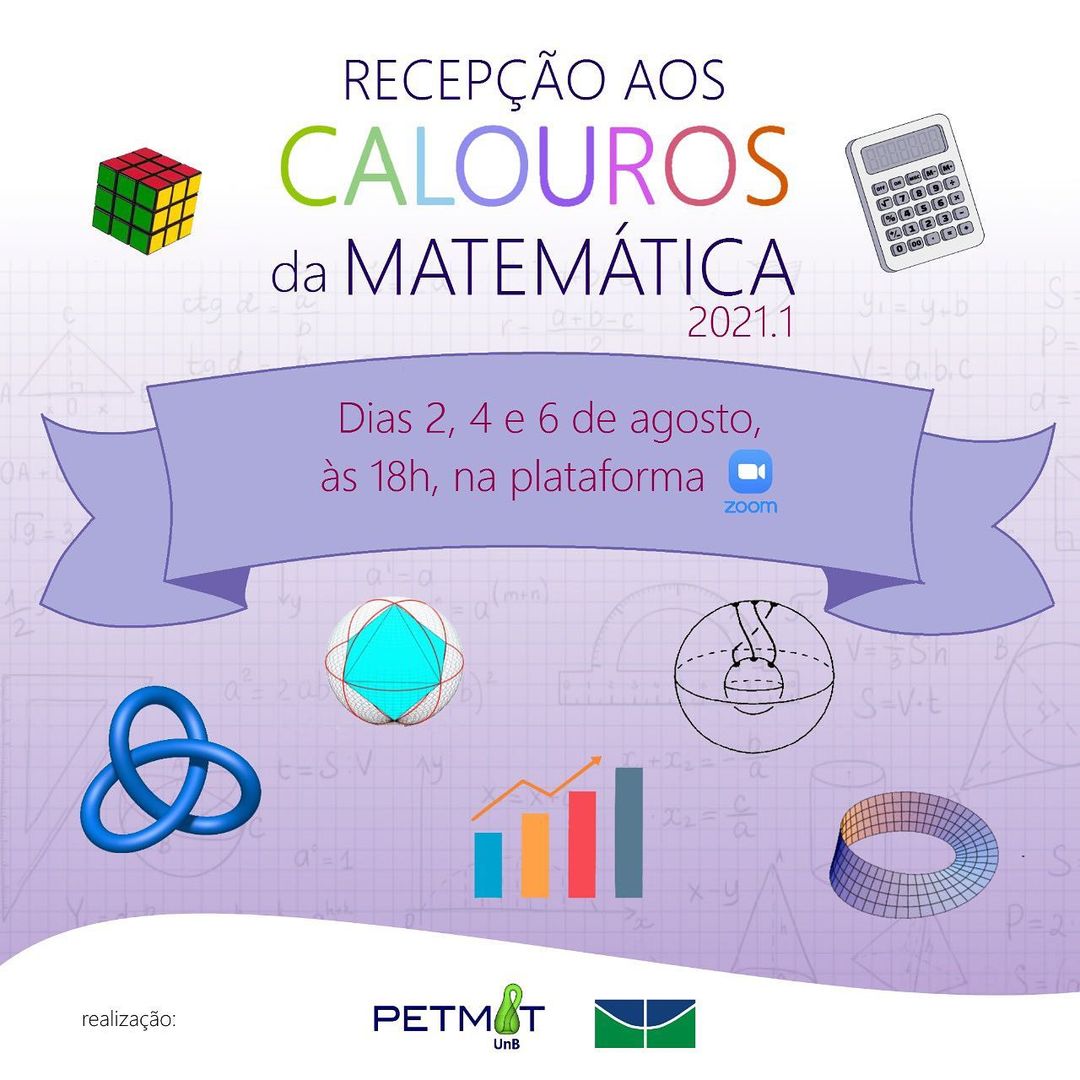 RECEPÇÃO AOS
CALOUROS
da MATEMÁTICA
2021.1
Dias 2, 4 e 6 de agosto,
às 18h, na plataforma
zoom
realização:
PETMAT
UnB